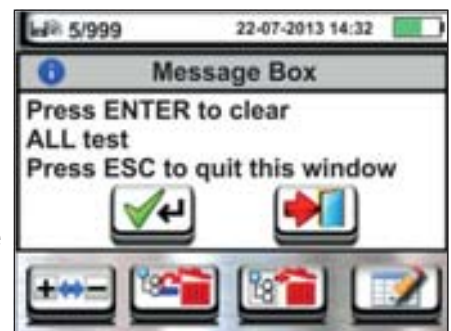 5/999 22-07-2013 14:32
Message Box
Press ENTER to clear
ALL test
Press ESC to quit this window